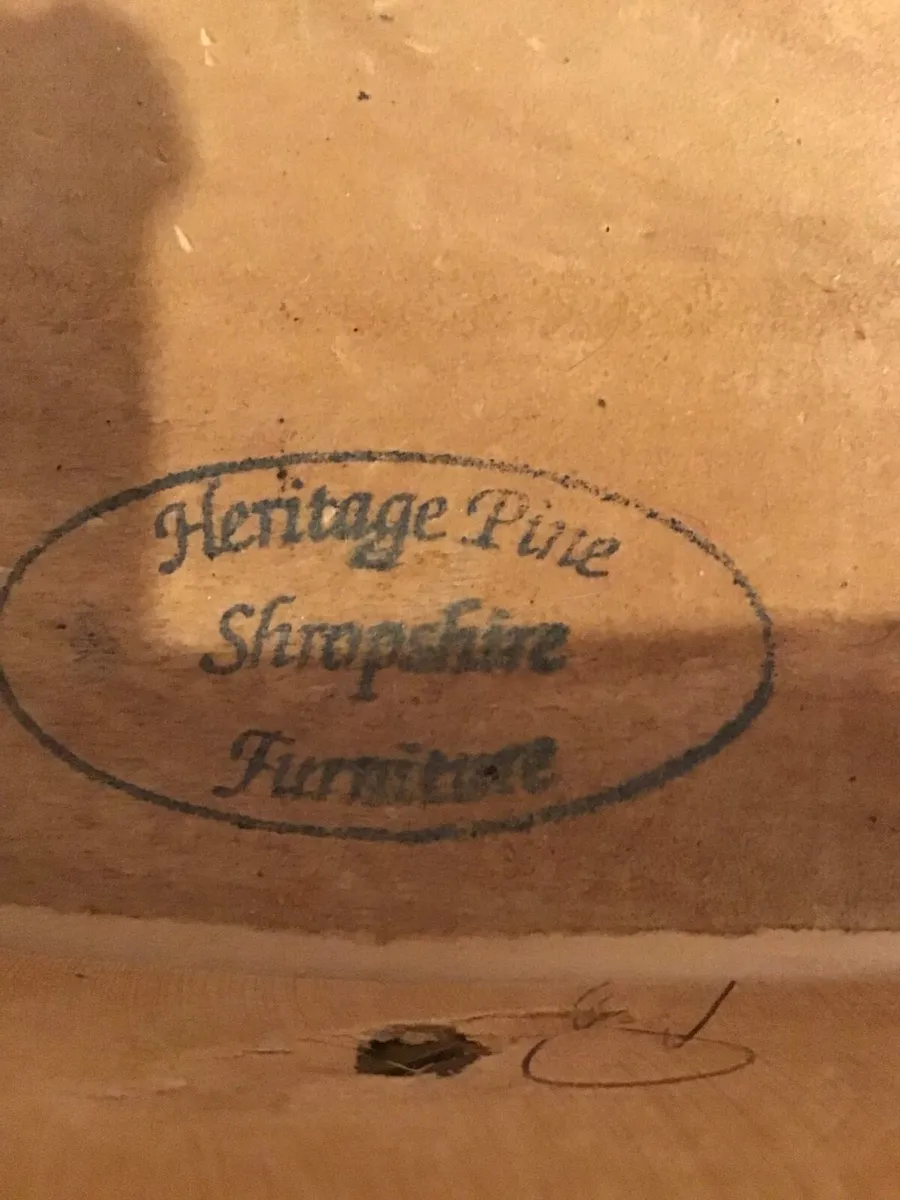 Heritage Pine
Shropshire
Furniture